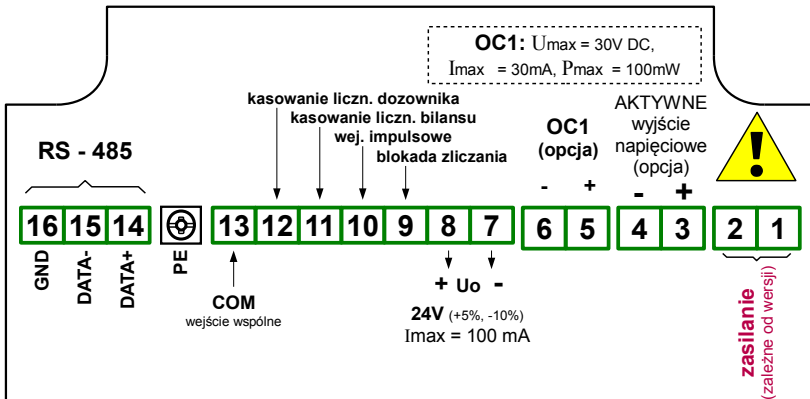 OC1: Umax = 30V DC,
Imax = 30mA, Pmax = 100mW
kasowanie liczn. dozownika
kasowanie liczn. bilansu
wej. impulsowe
blokada zliczania
RS - 485
OC1
(opcja)
- +
AKTYWNE
wyjście
napięciowe
(opcja)
- +
!
16 15 14 13 12 11 10 9 8 7 6 5 4 3 2 1
GND
DATA-
DATA+
PE
COM
wejście wspólne
+ Uo -
24V (+5%, -10%)
Imax = 100 mA
zasilanie
(zależne od wersji)